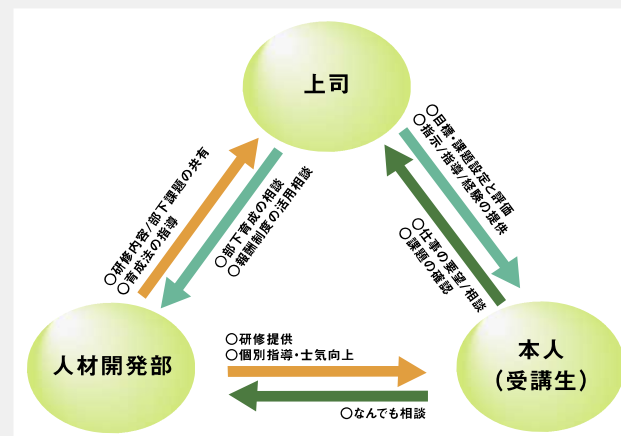 上司
○研修内容/部下課題の共有
○育成法の指導
○部下育成の相談
○報酬制度の活用相談
○目標・課題設定と評価
○指示/指導/経験の提供
○仕事の要望/相談
○課題の確認
人材開発部
○研修提供
○個別指導・士気向上
○なんでも相談
本人
（受講生）